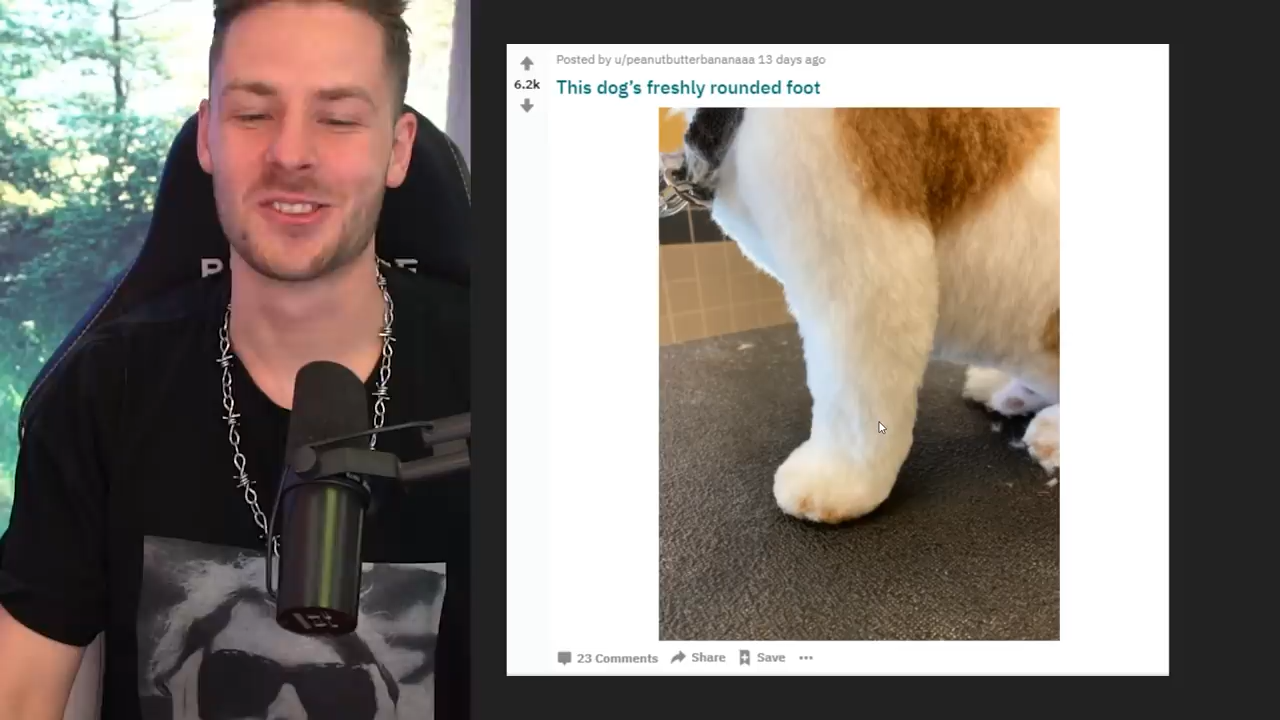 Posted by u/peanutbutterbananaaa 13 days ago
6.2k
This dog's freshly rounded foot
23 Comments
Share
Save